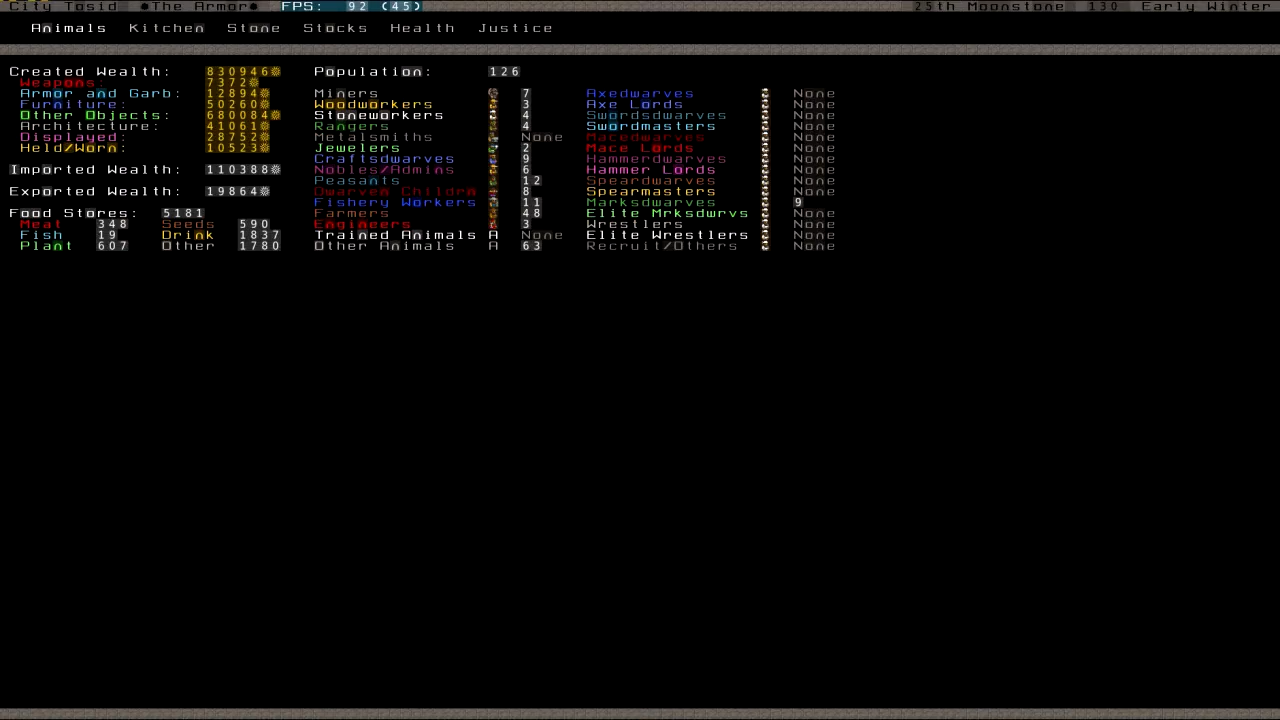 City Tosid ●The Armor● FPS: 92 (45) 25th Moonstone 130 Early Winter
Animals Kitchen Stone Stocks Health Justice
Created Wealth: 830946☼ Population: 126
Weapons: 7372☼
Armor and Garb: 12894☼ Miners 7 Axedwarves None
Furniture: 50260☼ Woodworkers 3 Axe Lords None
Other Objects: 680084☼ Stoneworkers 4 Swordsdwarves None
Architecture: 41061☼ Rangers 4 Swordmasters None
Displayed: 28752☼ Metalsmiths None Macedwarves None
Held/Worn: 10523☼ Jewelers 2 Mace Lords None
Craftsdwarves 9 Hammerdwarves None
Imported Wealth: 110388☼ Nobles/Admins 6 Hammer Lords None
Peasants 12 Speardwarves None
Exported Wealth: 19864☼ Dwarven Childrn 8 Spearmasters None
Fishery Workers 11 Marksdwarves 9
Food Stores: 5181 Farmers 48 Elite Mrksdwrvs None
Meat 348 Seeds 590 Engineers 3 Wrestlers None
Fish 19 Drink 1837 Trained Animals A None Elite Wrestlers None
Plant 607 Other 1780 Other Animals A 63 Recruit/Others None